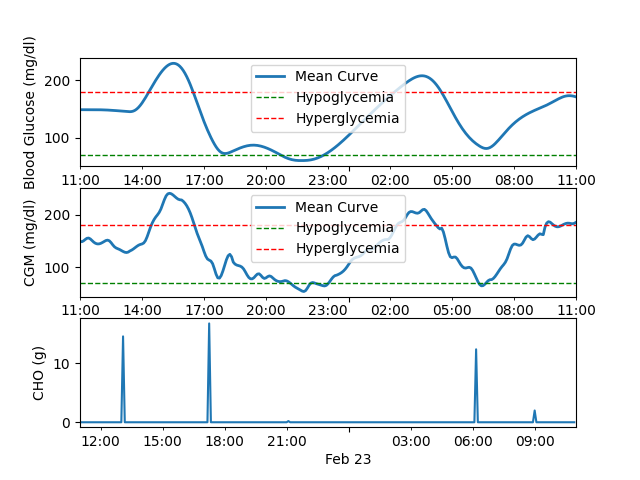 Blood Glucose (mg/dl)
200
100
Mean Curve
Hypoglycemia
Hyperglycemia
11:00 14:00 17:00 20:00 23:00 02:00 05:00 08:00 11:00
CGM (mg/dl)
200
100
Mean Curve
Hypoglycemia
Hyperglycemia
11:00 14:00 17:00 20:00 23:00 02:00 05:00 08:00 11:00
CHO (g)
10
0
12:00 15:00 18:00 21:00 03:00 06:00 09:00
Feb 23